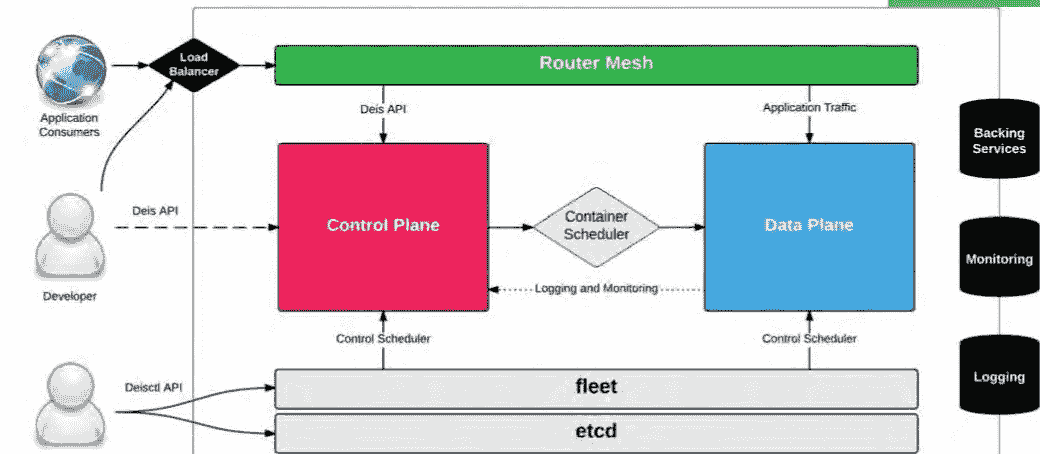 Load
Balancer
Router Mesh
Application
Consumers
Deis API
Application Traffic
Backing
Services
Deis API
Control Plane
Container
Scheduler
Data Plane
Monitoring
Developer
Logging and Monitoring
Control Scheduler
Control Scheduler
Deisctl API
fleet
Logging
etcd